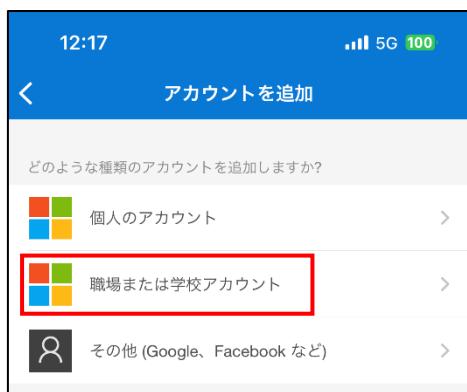 12:17 5G 100
アカウントを追加
どのような種類のアカウントを追加しますか?
個人のアカウント
職場または学校アカウント
その他 (Google、Facebook など)